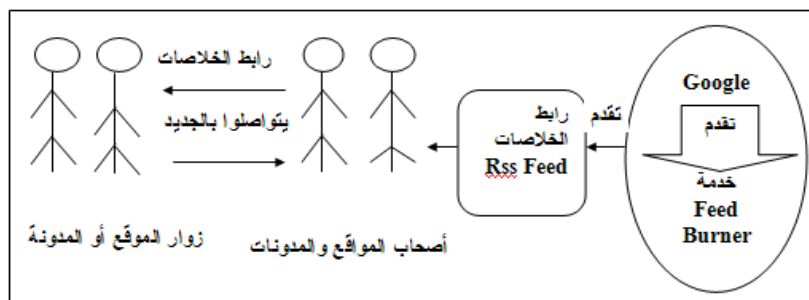 Google
تقدم
خدمة
Feed
Burner
تقدم
رابط
الخلاصات
Rss Feed
رابط الخلاصات
يتواصلوا بالجديد
أصحاب المواقع والمدونات
زوار الموقع أو المدونة